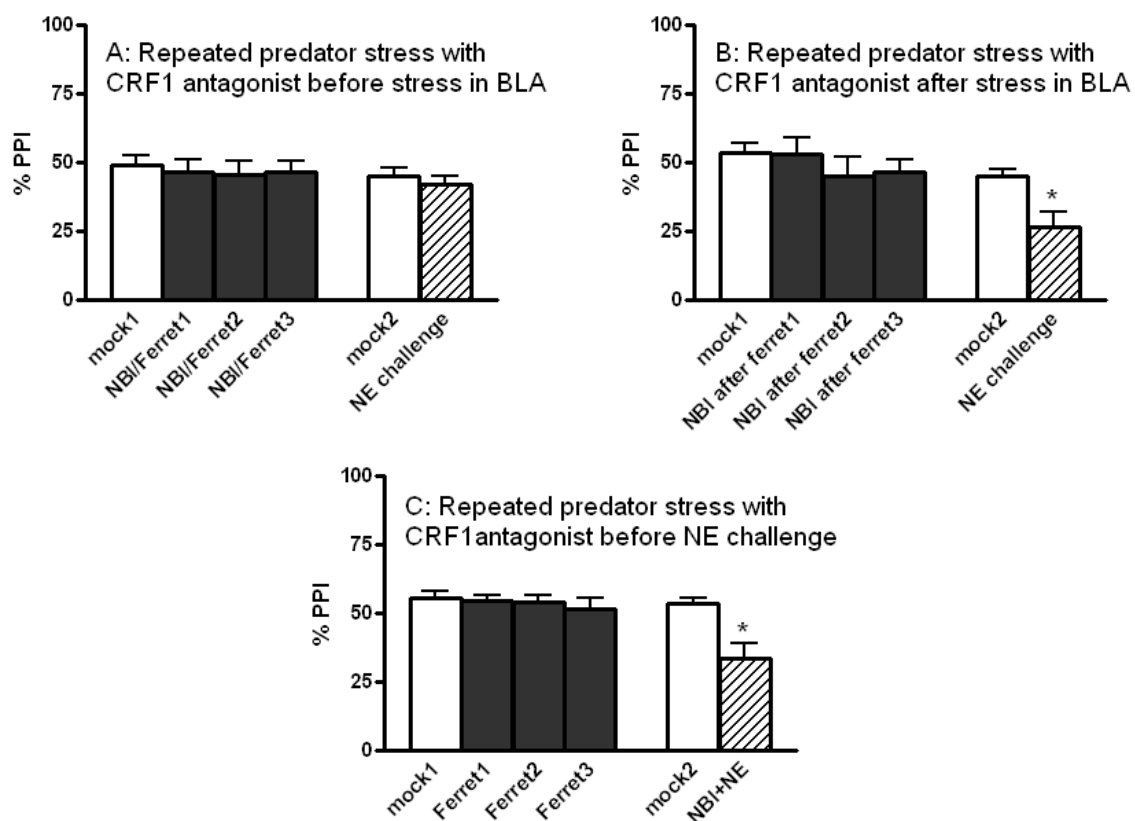 A: Repeated predator stress with
CRF1 antagonist before stress in BLA
% PPI
100
75
50
25
0
mock1
NBI//Ferret1
NBI//Ferret2
NBI//Ferret3
mock2
NE challenge
B: Repeated predator stress with
CRF1 antagonist after stress in BLA
% PPI
100
75
50
25
0
*
mock1
NBI after ferret1
NBI after ferret2
NBI after ferret3
mock2
NE challenge
C: Repeated predator stress with
CRF1antagonist before NE challenge
% PPI
100
75
50
25
0
*
mock1
Ferret1
Ferret2
Ferret3
mock2
NBI+NE